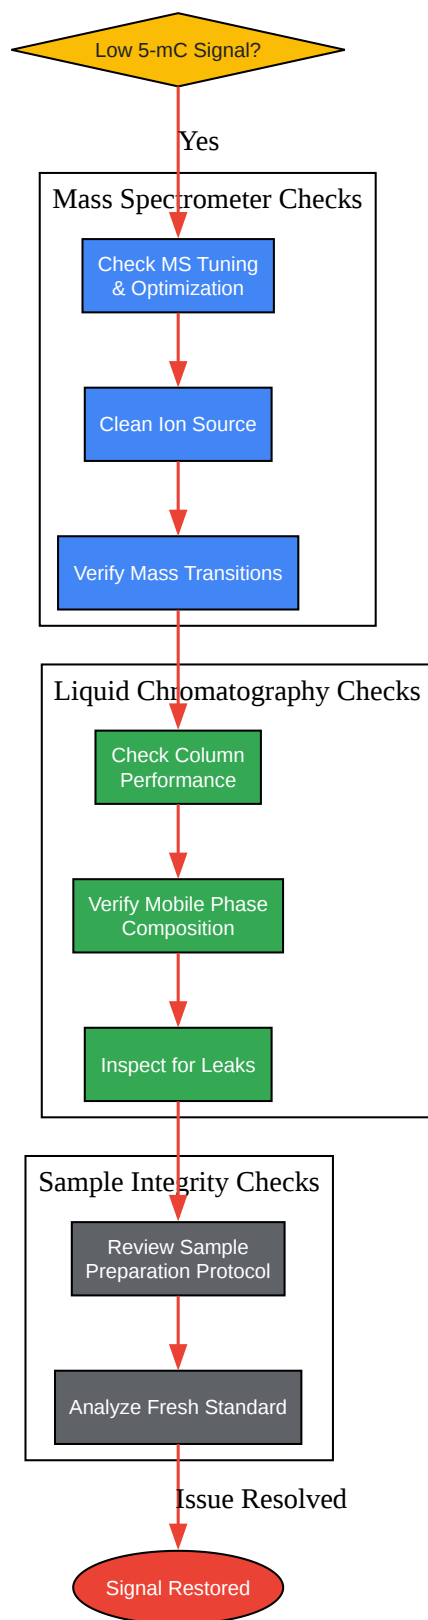 Low 5-mC Signal?
Yes
Mass Spectrometer Checks
Check MS Tuning
& Optimization
Clean Ion Source
Verify Mass Transitions
Liquid Chromatography Checks
Check Column
Performance
Verify Mobile Phase
Composition
Inspect for Leaks
Sample Integrity Checks
Review Sample
Preparation Protocol
Analyze Fresh Standard
Issue Resolved
Signal Restored